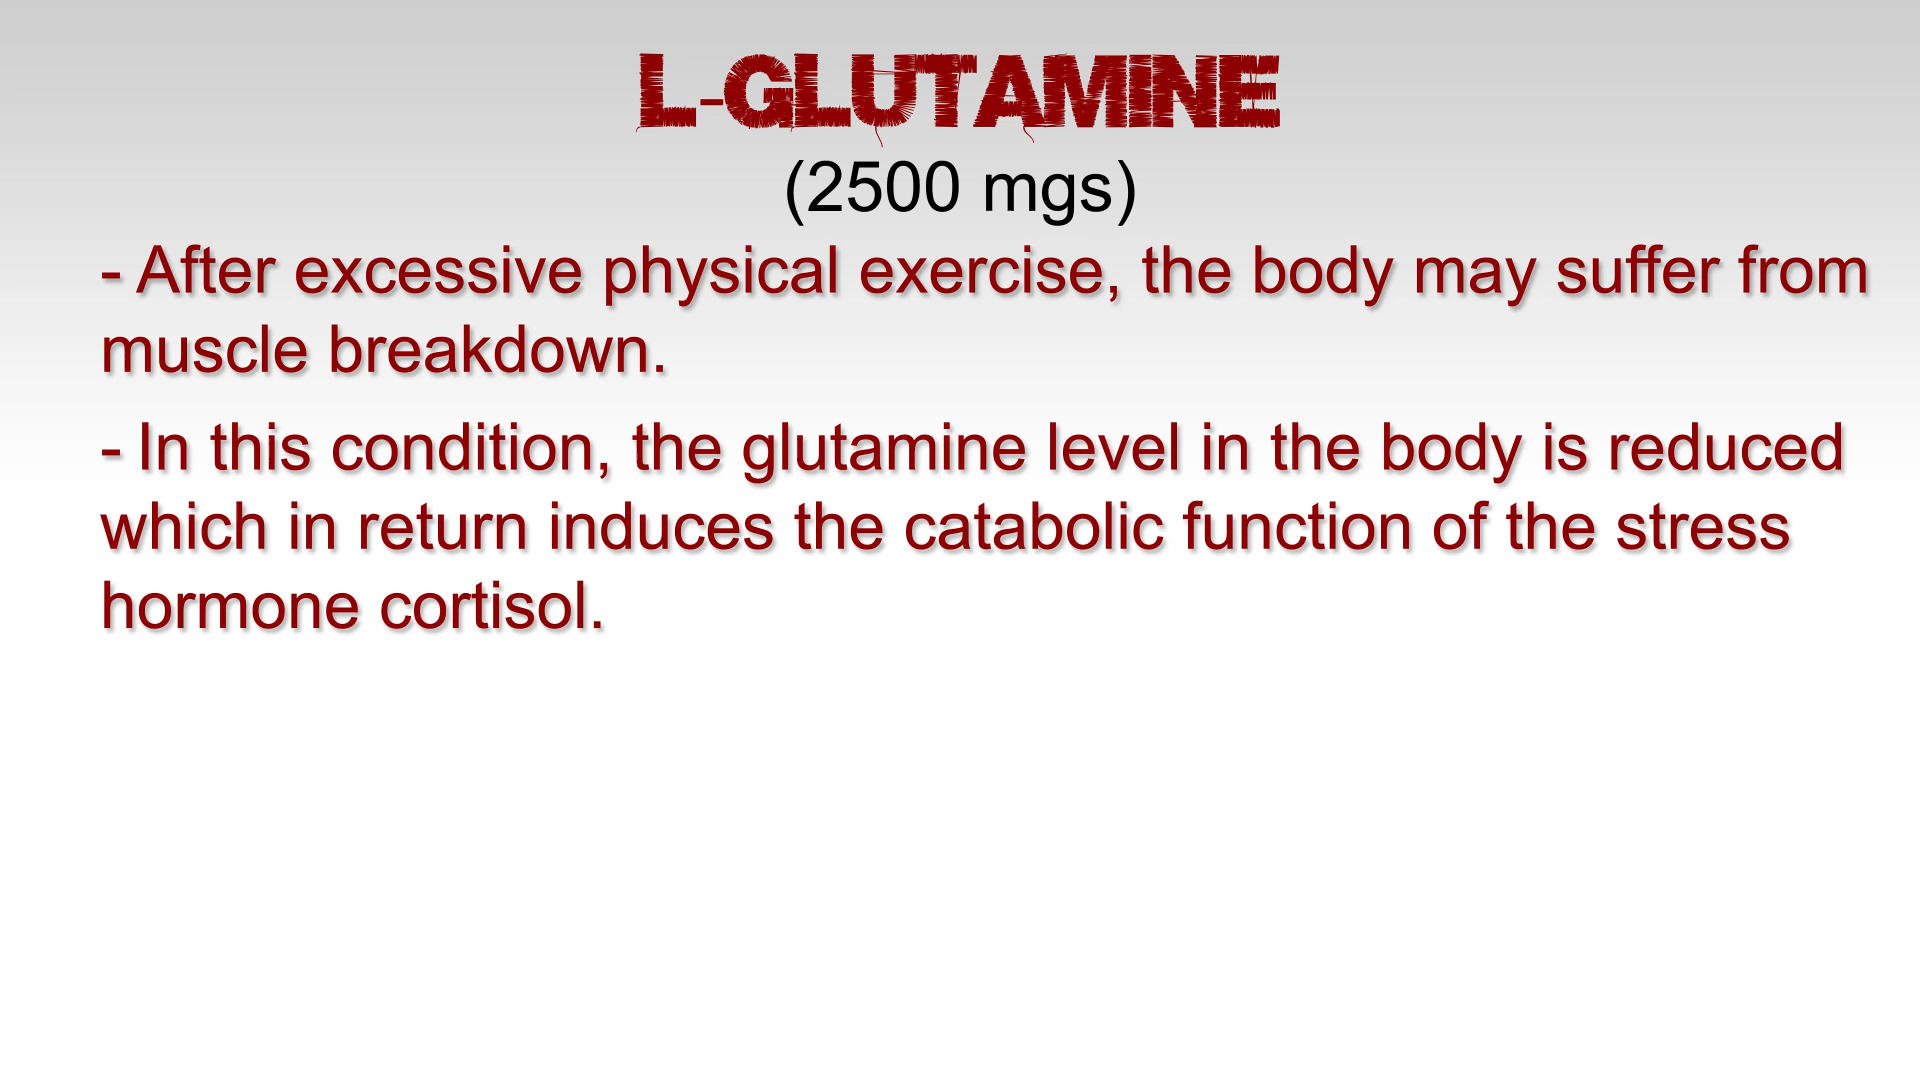 L-GLUTAMINE
(2500 mgs)
- After excessive physical exercise, the body may suffer from
muscle breakdown.
- In this condition, the glutamine level in the body is reduced
which in return induces the catabolic function of the stress
hormone cortisol.